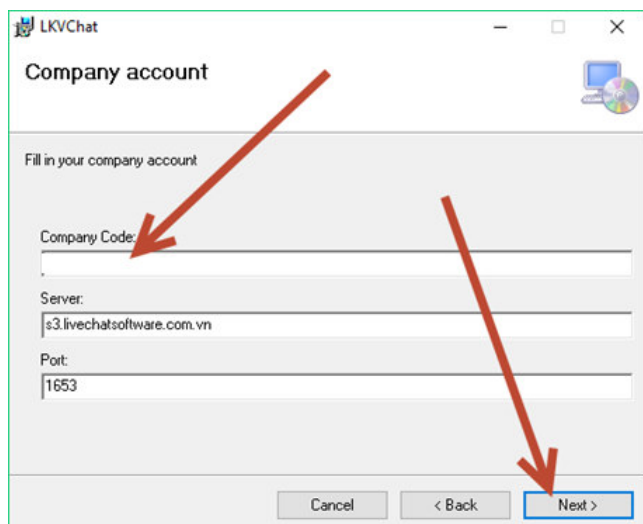 LKVChat
Company account
Fill in your company account
Company Code:
Server:
s3.livechatsoftware.com.vn
Port:
1653
Cancel
< Back
Next >